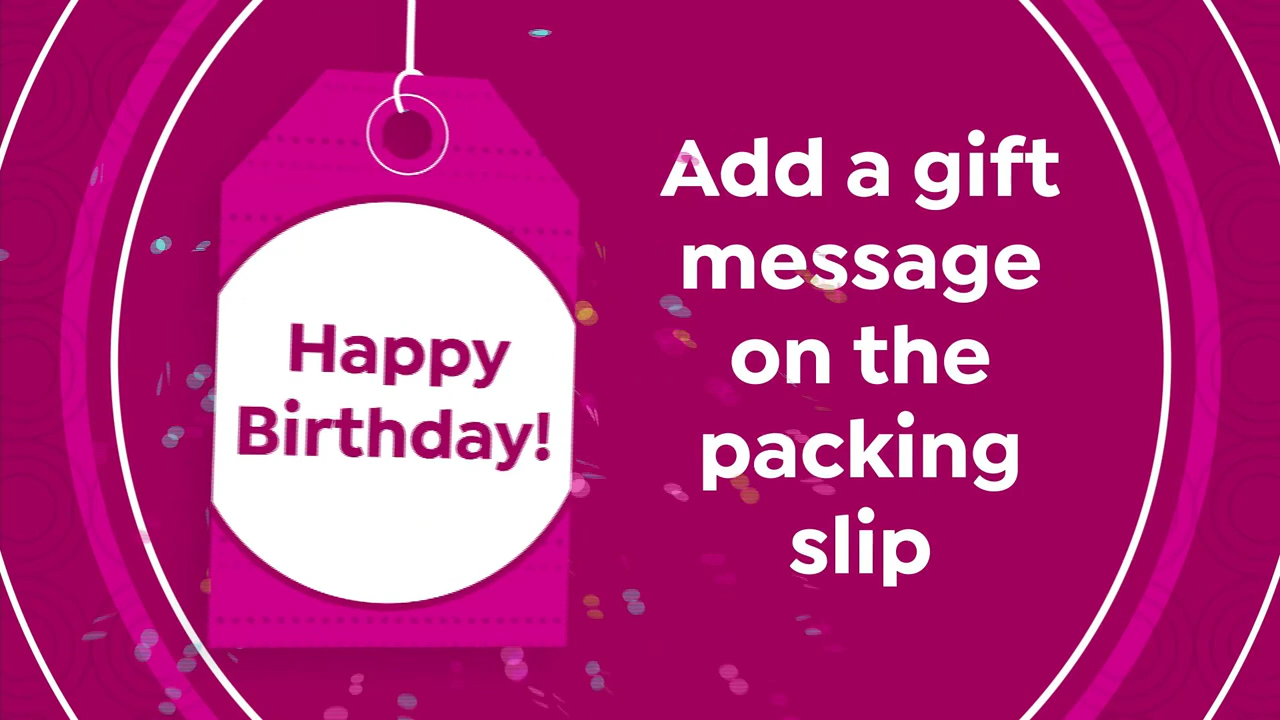 Happy
Birthday!
Add a gift
message
on the
packing
slip